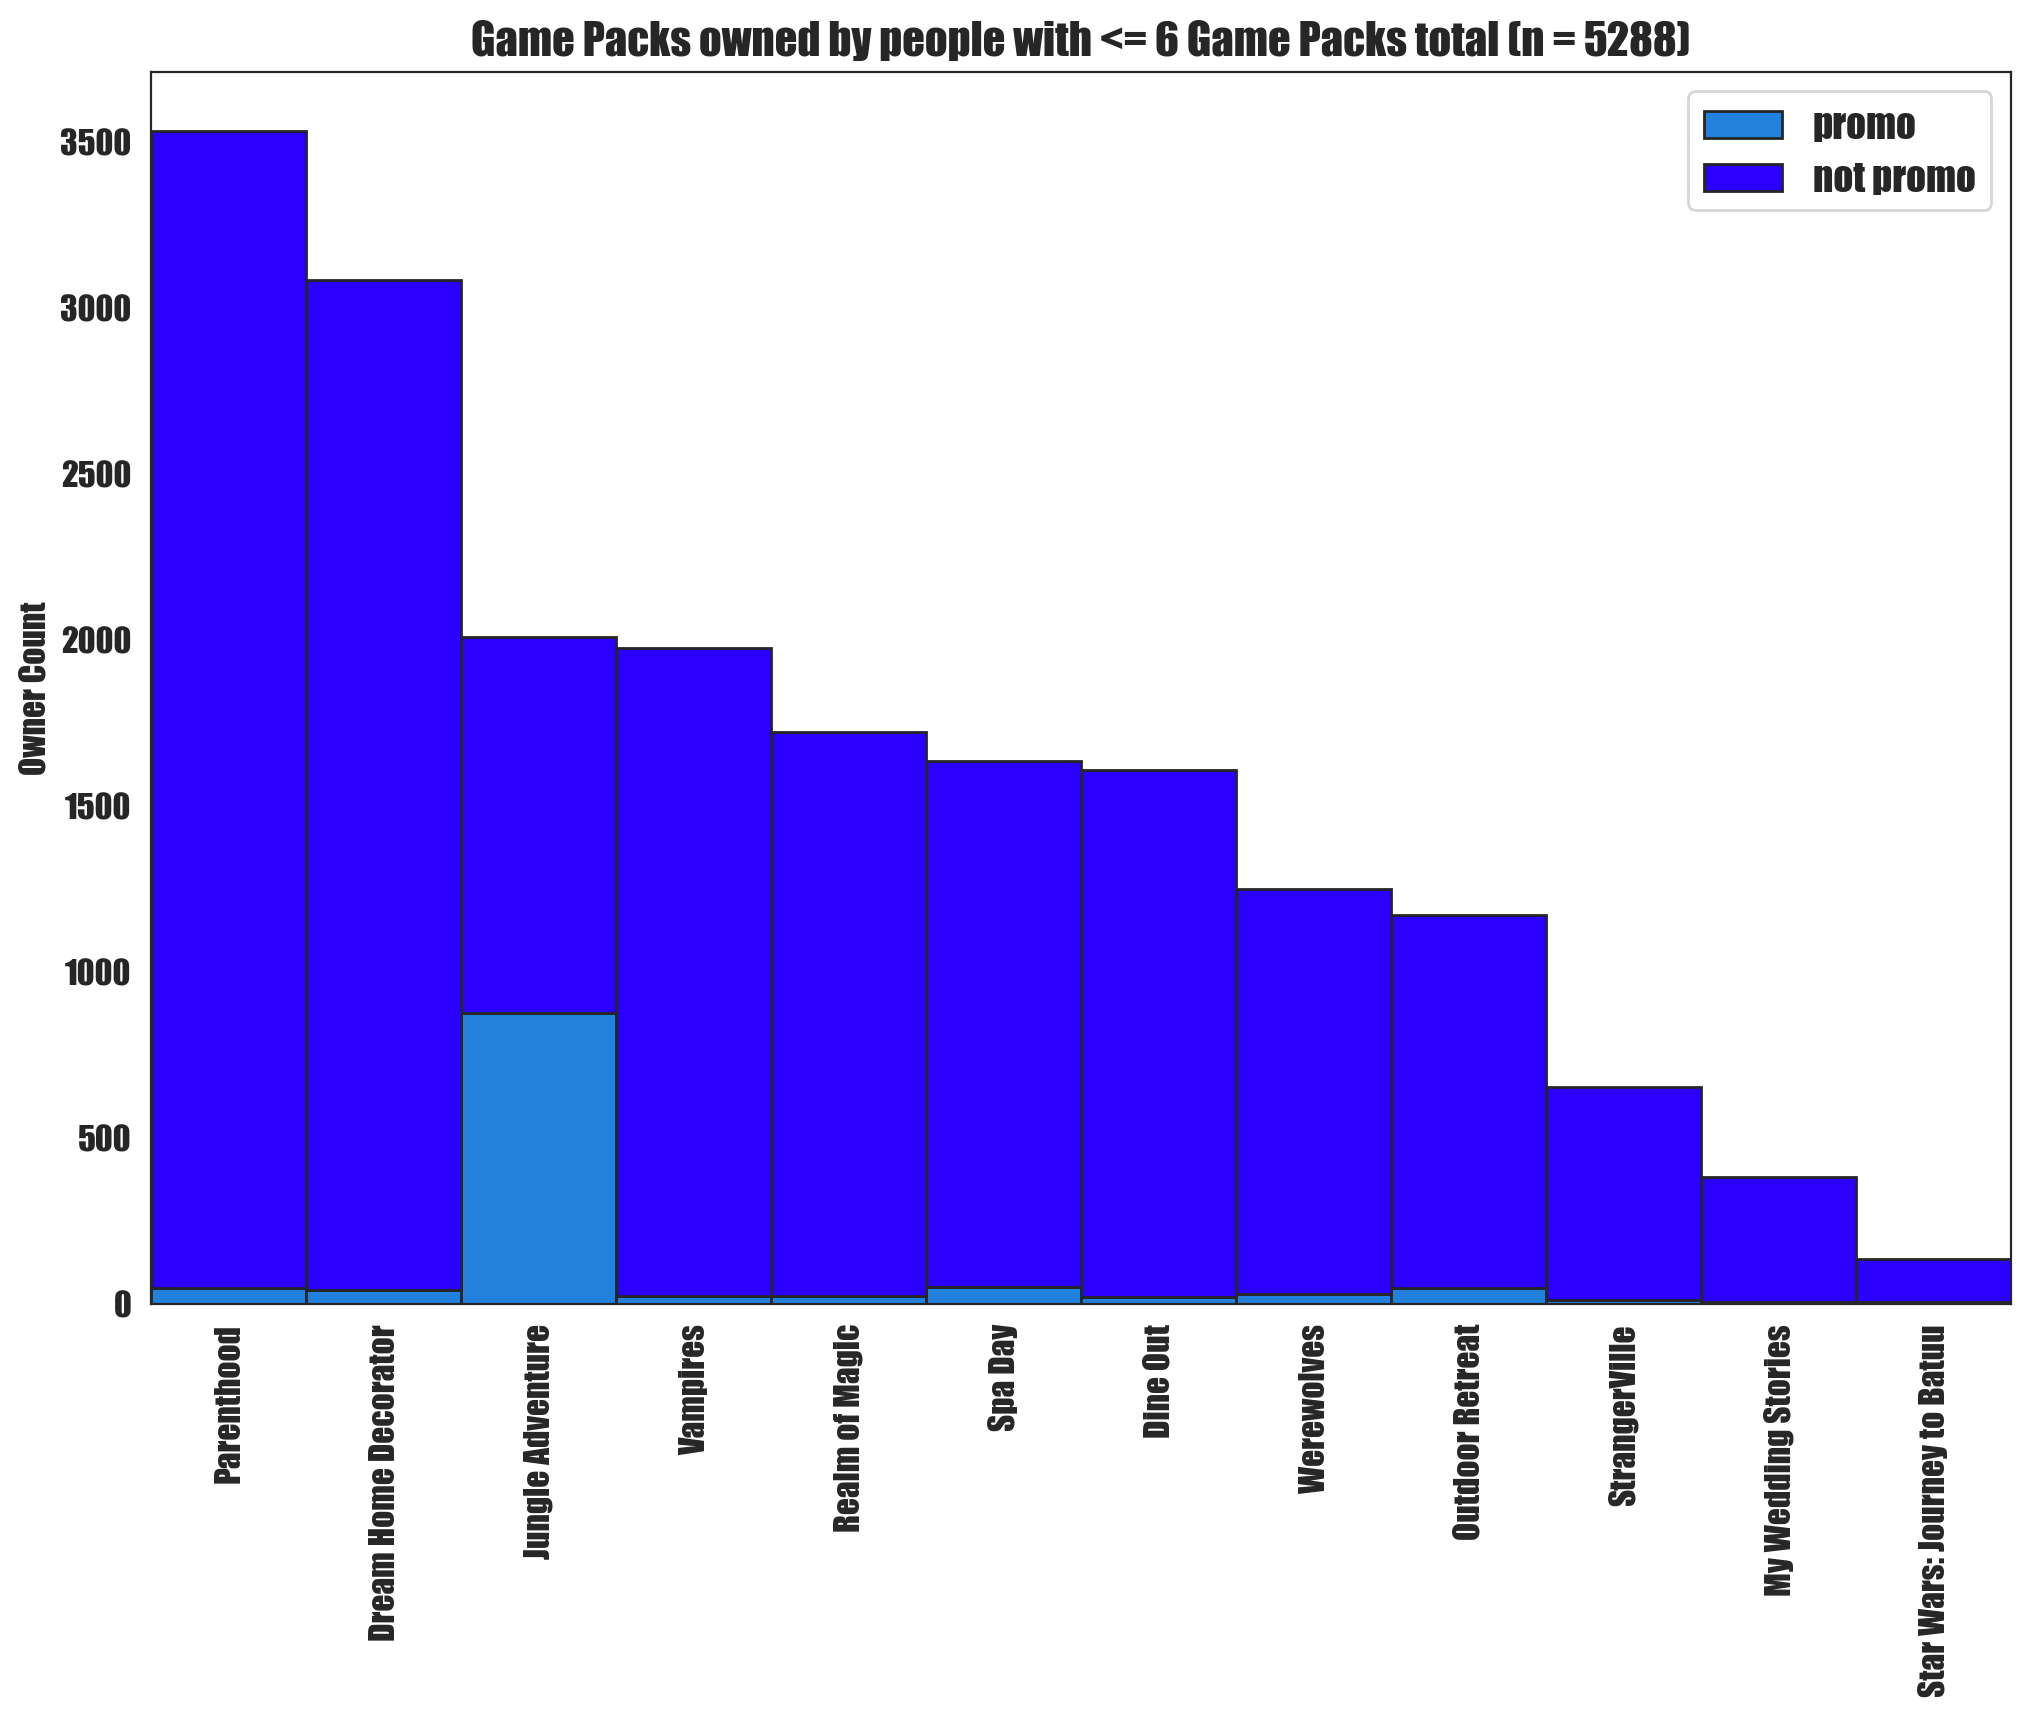 Game Packs owned by people with <= 6 Game Packs total (n = 5288)
promo
not promo
Owner Count
3500
3000
2500
2000
1500
1000
500
0
Parenthood
Dream Home Decorator
Jungle Adventure
Vampires
Realm of Magic
Spa Day
Dine Out
Werewolves
Outdoor Retreat
StrangerVille
My Wedding Stories
Star Wars: Journey to Batuu